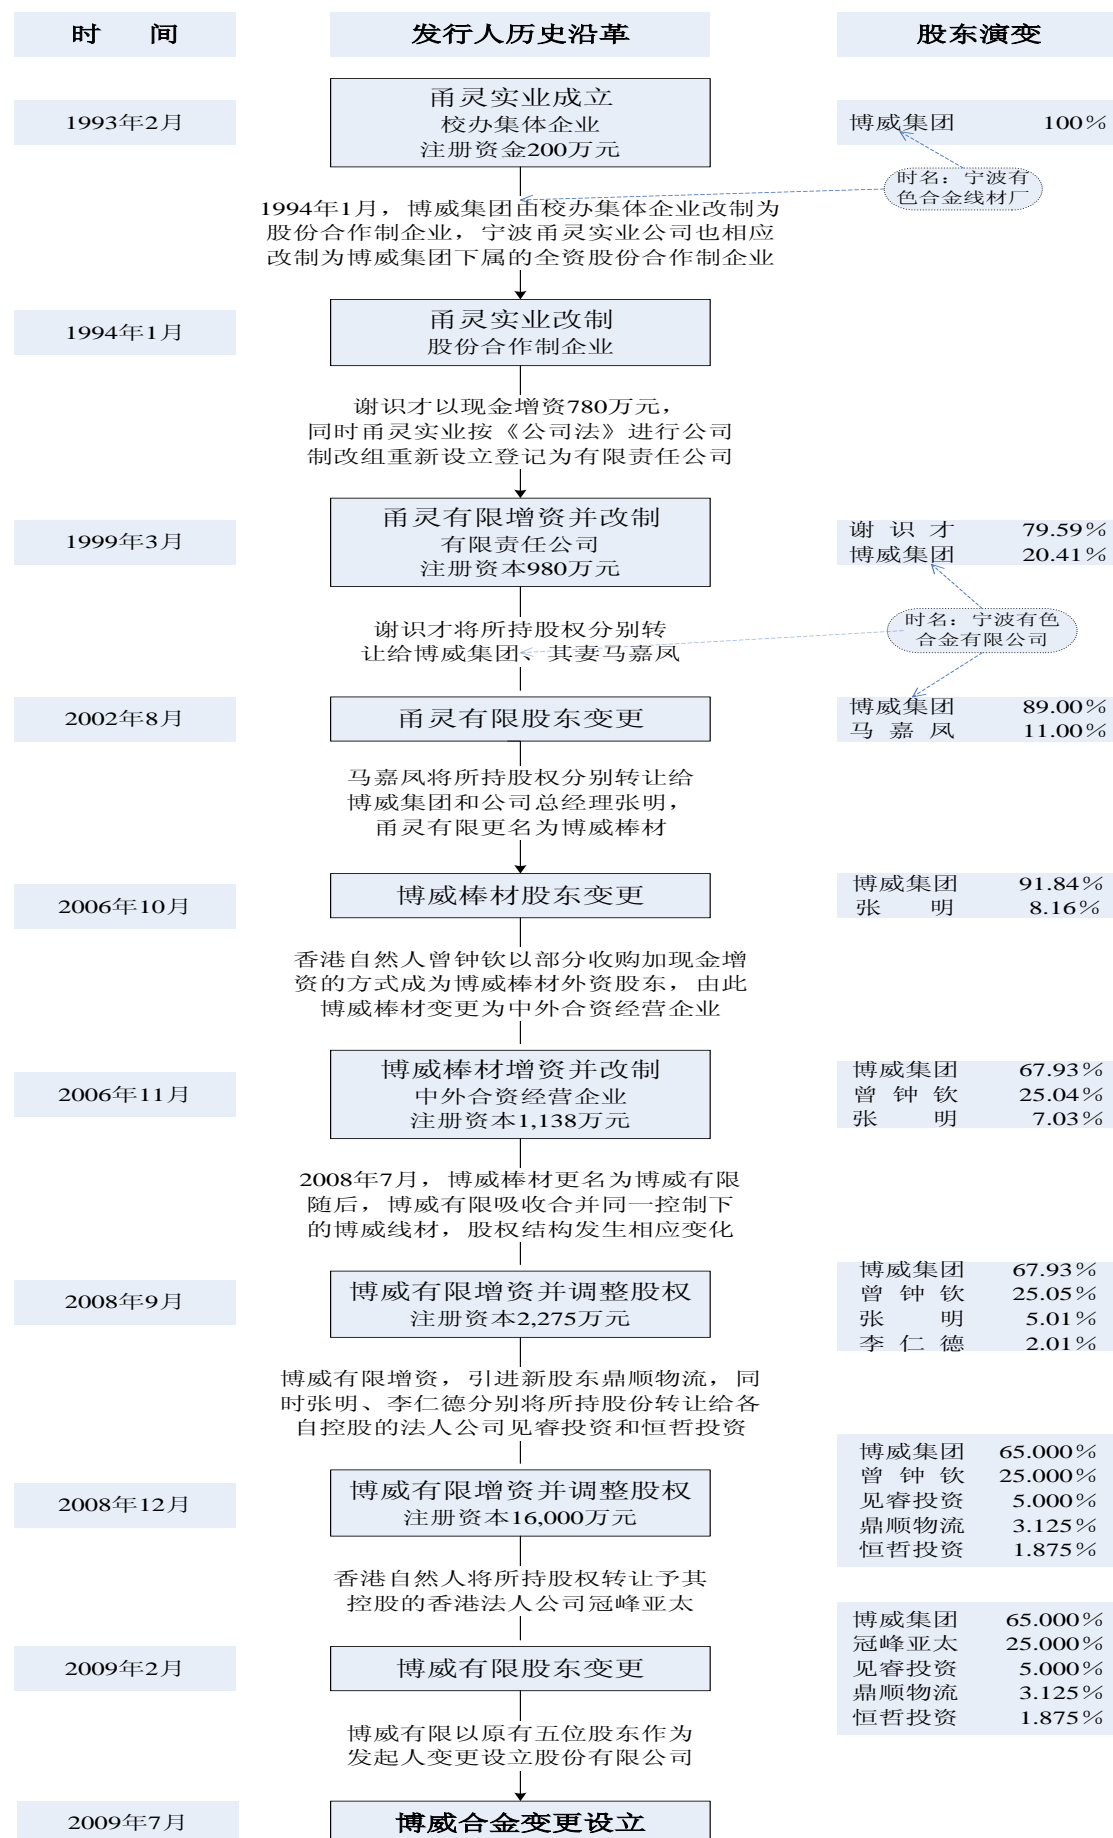 时 间 发行人历史沿革 股东演变
甬灵实业成立
校办集体企业
注册资金200万元
1993年2月
博威集团 100%
时名：宁波有
色合金线材厂
1994年1月，博威集团由校办集体企业改制为
股份合作制企业，宁波甬灵实业公司也相应
改制为博威集团下属的全资股份合作制企业
1994年1月
甬灵实业改制
股份合作制企业
谢识才以现金增资780万元，
同时甬灵实业按《公司法》进行公司
制改组重新设立登记为有限责任公司
1999年3月
甬灵有限增资并改制
有限责任公司
注册资本980万元
谢识才 79.59%
博威集团 20.41%
时名：宁波有色
合金有限公司
谢识才将所持股权分别转
让给博威集团、其妻马嘉凤
2002年8月
甬灵有限股东变更
博威集团 89.00%
马嘉凤 11.00%
马嘉凤将所持股权分别转让给
博威集团和公司总经理张明，
甬灵有限更名为博威棒材
2006年10月
博威棒材股东变更
博威集团 91.84%
张明 8.16%
香港自然人曾钟钦以部分收购加现金增
资的方式成为博威棒材外资股东，由此
博威棒材变更为中外合资经营企业
2006年11月
博威棒材增资并改制
中外合资经营企业
注册资本1,138万元
博威集团 67.93%
曾钟钦 25.04%
张明 7.03%
2008年7月，博威棒材更名为博威有限
随后，博威有限吸收合并同一控制下
的博威线材，股权结构发生相应变化
2008年9月
博威有限增资并调整股权
注册资本2,275万元
博威集团 67.93%
曾钟钦 25.05%
张明 5.01%
李仁德 2.01%
博威有限增资，引进新股东鼎顺物流，同
时张明、李仁德分别将所持股份转让给各
自控股的法人公司见睿投资和恒哲投资
2008年12月
博威有限增资并调整股权
注册资本16,000万元
博威集团 65.000%
曾钟钦 25.000%
见睿投资 5.000%
鼎顺物流 3.125%
恒哲投资 1.875%
香港自然人将所持股权转让予其
控股的香港法人公司冠峰亚太
2009年2月
博威有限股东变更
博威集团 65.000%
冠峰亚太 25.000%
见睿投资 5.000%
鼎顺物流 3.125%
恒哲投资 1.875%
博威有限以原有五位股东作为
发起人变更设立股份有限公司
2009年7月
博威合金变更设立